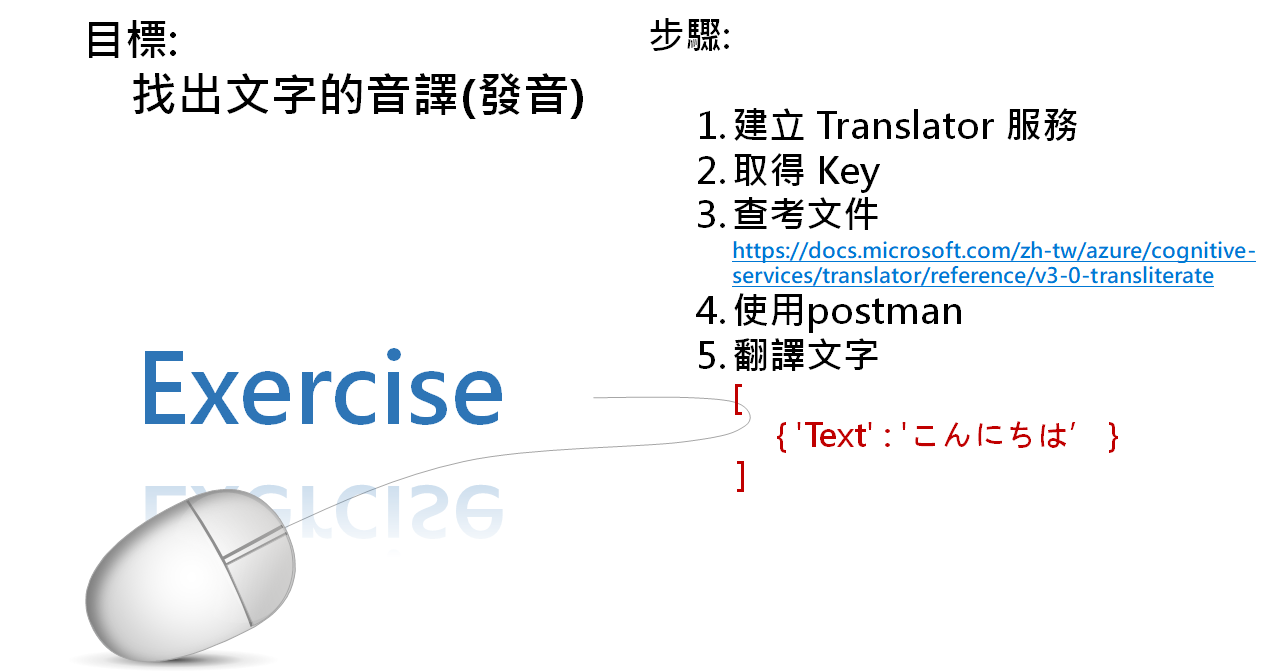 目標:
找出文字的音譯(發音)
Exercise
步驟:
1. 建立 Translator 服務
2. 取得 Key
3. 查考文件
https://docs.microsoft.com/zh-tw/azure/cognitive-
services/translator/reference/v3-0-transliterate
4. 使用postman
5. 翻譯文字
[
{ 'Text' : 'こんにちは’ }
]